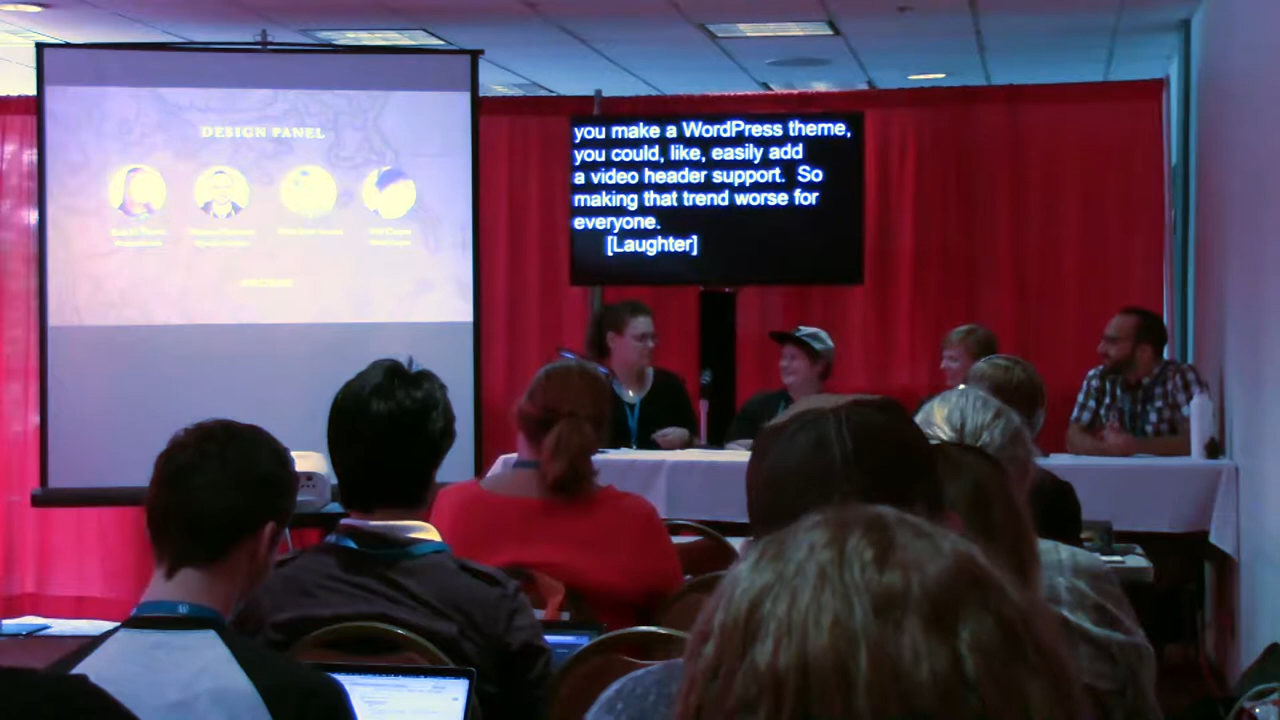 DESIGN PANEL
you make a WordPress theme,
you could, like, easily add
a video header support.  So
making that trend worse for
everyone.
[Laughter]